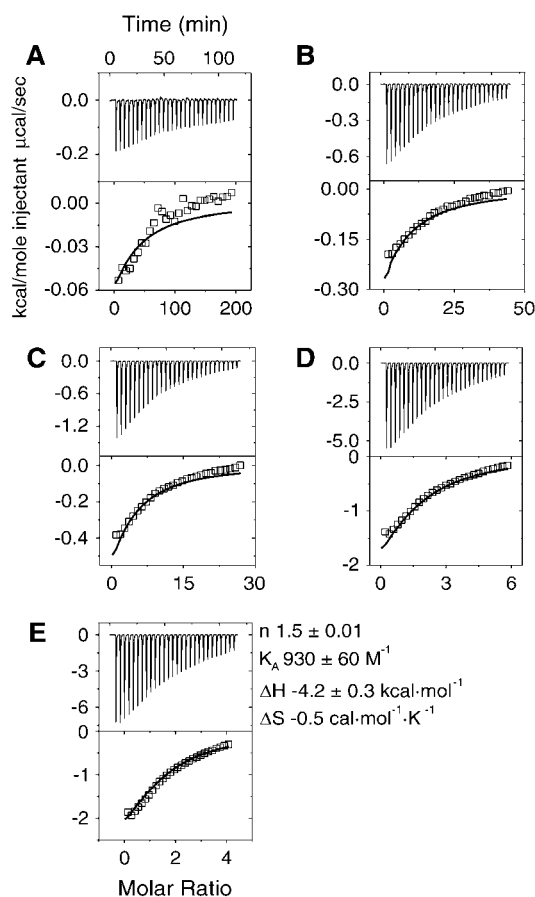 Time (min)
0 50 100
A
B
0.0
-0.2
0.0
-0.3
-0.6
0.00
-0.03
-0.06
0.00
-0.15
-0.30
0 100 200
0 25 50
kcal/mole injectant µcal/sec
C
D
0.0
-0.6
-1.2
0.0
-2.5
-5.0
0.0
-0.2
-0.4
0
-1
-2
0 15 30
0 3 6
E
0
-3
-6
0
-1
-2
0 2 4
Molar Ratio
n 1.5 ± 0.01
K_A 930 ± 60 M⁻¹
ΔH -4.2 ± 0.3 kcal·mol⁻¹
ΔS -0.5 cal·mol⁻¹·K⁻¹